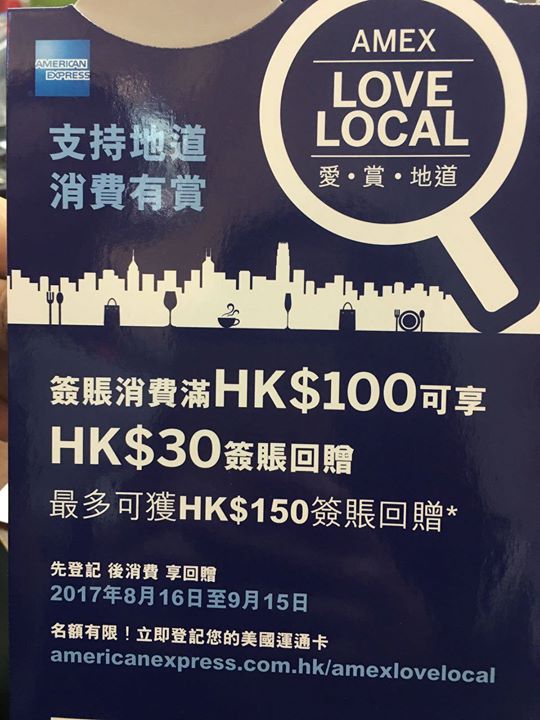 AMERICAN
EXPRESS
AMEX
LOVE
LOCAL
愛・賞・地道
支持地道
消費有賞
簽賬消費滿HK$100可享
HK$30簽賬回贈
最多可獲HK$150簽賬回贈*
先登記 後消費 享回贈
2017年8月16日至9月15日
名額有限！立即登記您的美國運通卡
americanexpress.com.hk/amexlovelocal